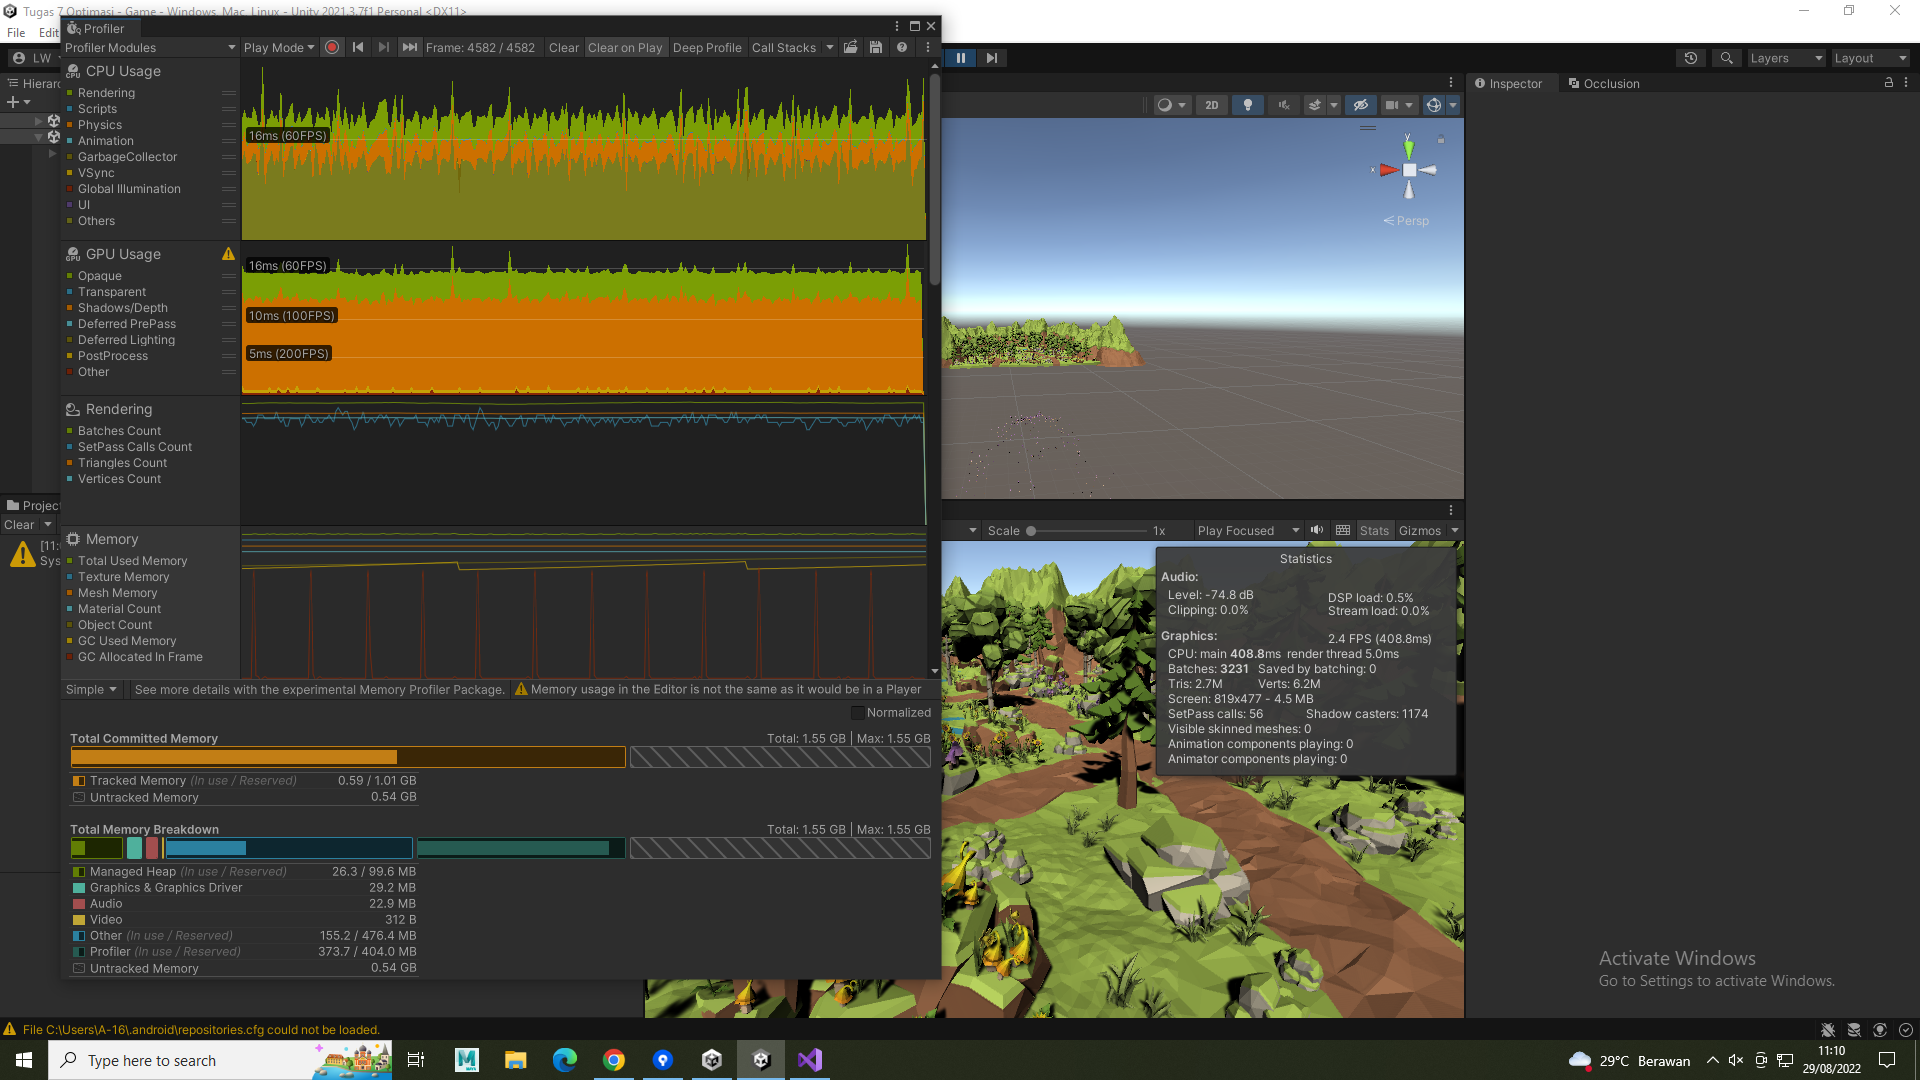 Tugas 7 Optimasi - Game - Windows, Mac, Linux - Unity 2021.3.7f1 Personal <DX11>
File
Edit
Profiler
Profiler Modules
Play Mode
Frame: 4582 / 4582
Clear
Clear on Play
Deep Profile
Call Stacks
LW
Layers
Layout
CPU Usage
Rendering
Scripts
Physics
Animation
GarbageCollector
VSync
Global Illumination
UI
Others
16ms (60FPS)
GPU Usage
Opaque
Transparent
Shadows/Depth
Deferred PrePass
Deferred Lighting
PostProcess
Other
16ms (60FPS)
10ms (100FPS)
5ms (200FPS)
Rendering
Batches Count
SetPass Calls Count
Triangles Count
Vertices Count
Memory
Total Used Memory
Texture Memory
Mesh Memory
Material Count
Object Count
GC Used Memory
GC Allocated In Frame
Simple
See more details with the experimental Memory Profiler Package.
Memory usage in the Editor is not the same as it would be in a Player
Normalized
Total Committed Memory
Total: 1.55 GB | Max: 1.55 GB
Tracked Memory (In use / Reserved) 0.59 / 1.01 GB
Untracked Memory 0.54 GB
Total Memory Breakdown
Total: 1.55 GB | Max: 1.55 GB
Managed Heap (In use / Reserved) 26.3 / 99.6 MB
Graphics & Graphics Driver 29.2 MB
Audio 22.9 MB
Video 312 B
Other (In use / Reserved) 155.2 / 476.4 MB
Profiler (In use / Reserved) 373.7 / 404.0 MB
Untracked Memory 0.54 GB
Hierar
Project
Clear
[11:
Sys
2D
y
x
Persp
Inspector
Occlusion
Scale
1x
Play Focused
Stats
Gizmos
Statistics
Audio:
Level: -74.8 dB DSP load: 0.5%
Clipping: 0.0% Stream load: 0.0%
Graphics: 2.4 FPS (408.8ms)
CPU: main 408.8ms render thread 5.0ms
Batches: 3231 Saved by batching: 0
Tris: 2.7M Verts: 6.2M
Screen: 819x477 - 4.5 MB
SetPass calls: 56 Shadow casters: 1174
Visible skinned meshes: 0
Animation components playing: 0
Animator components playing: 0
Activate Windows
Go to Settings to activate Windows.
File C:\Users\A-16\.android\repositories.cfg could not be loaded.
Type here to search
29°C Berawan
11:10
29/08/2022